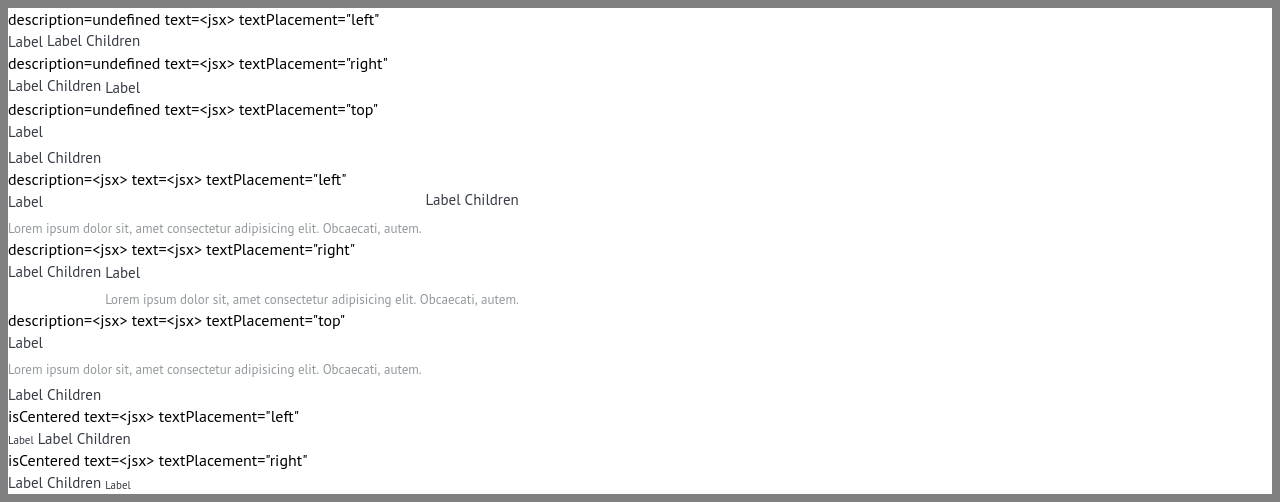 description=undefined text=<jsx> textPlacement="left"
Label Label Children
description=undefined text=<jsx> textPlacement="right"
Label Children Label
description=undefined text=<jsx> textPlacement="top"
Label
Label Children
description=<jsx> text=<jsx> textPlacement="left"
Label Label Children
Lorem ipsum dolor sit, amet consectetur adipisicing elit. Obcaecati, autem.
description=<jsx> text=<jsx> textPlacement="right"
Label Children Label
Lorem ipsum dolor sit, amet consectetur adipisicing elit. Obcaecati, autem.
description=<jsx> text=<jsx> textPlacement="top"
Label
Lorem ipsum dolor sit, amet consectetur adipisicing elit. Obcaecati, autem.
Label Children
isCentered text=<jsx> textPlacement="left"
Label Label Children
isCentered text=<jsx> textPlacement="right"
Label Children Label